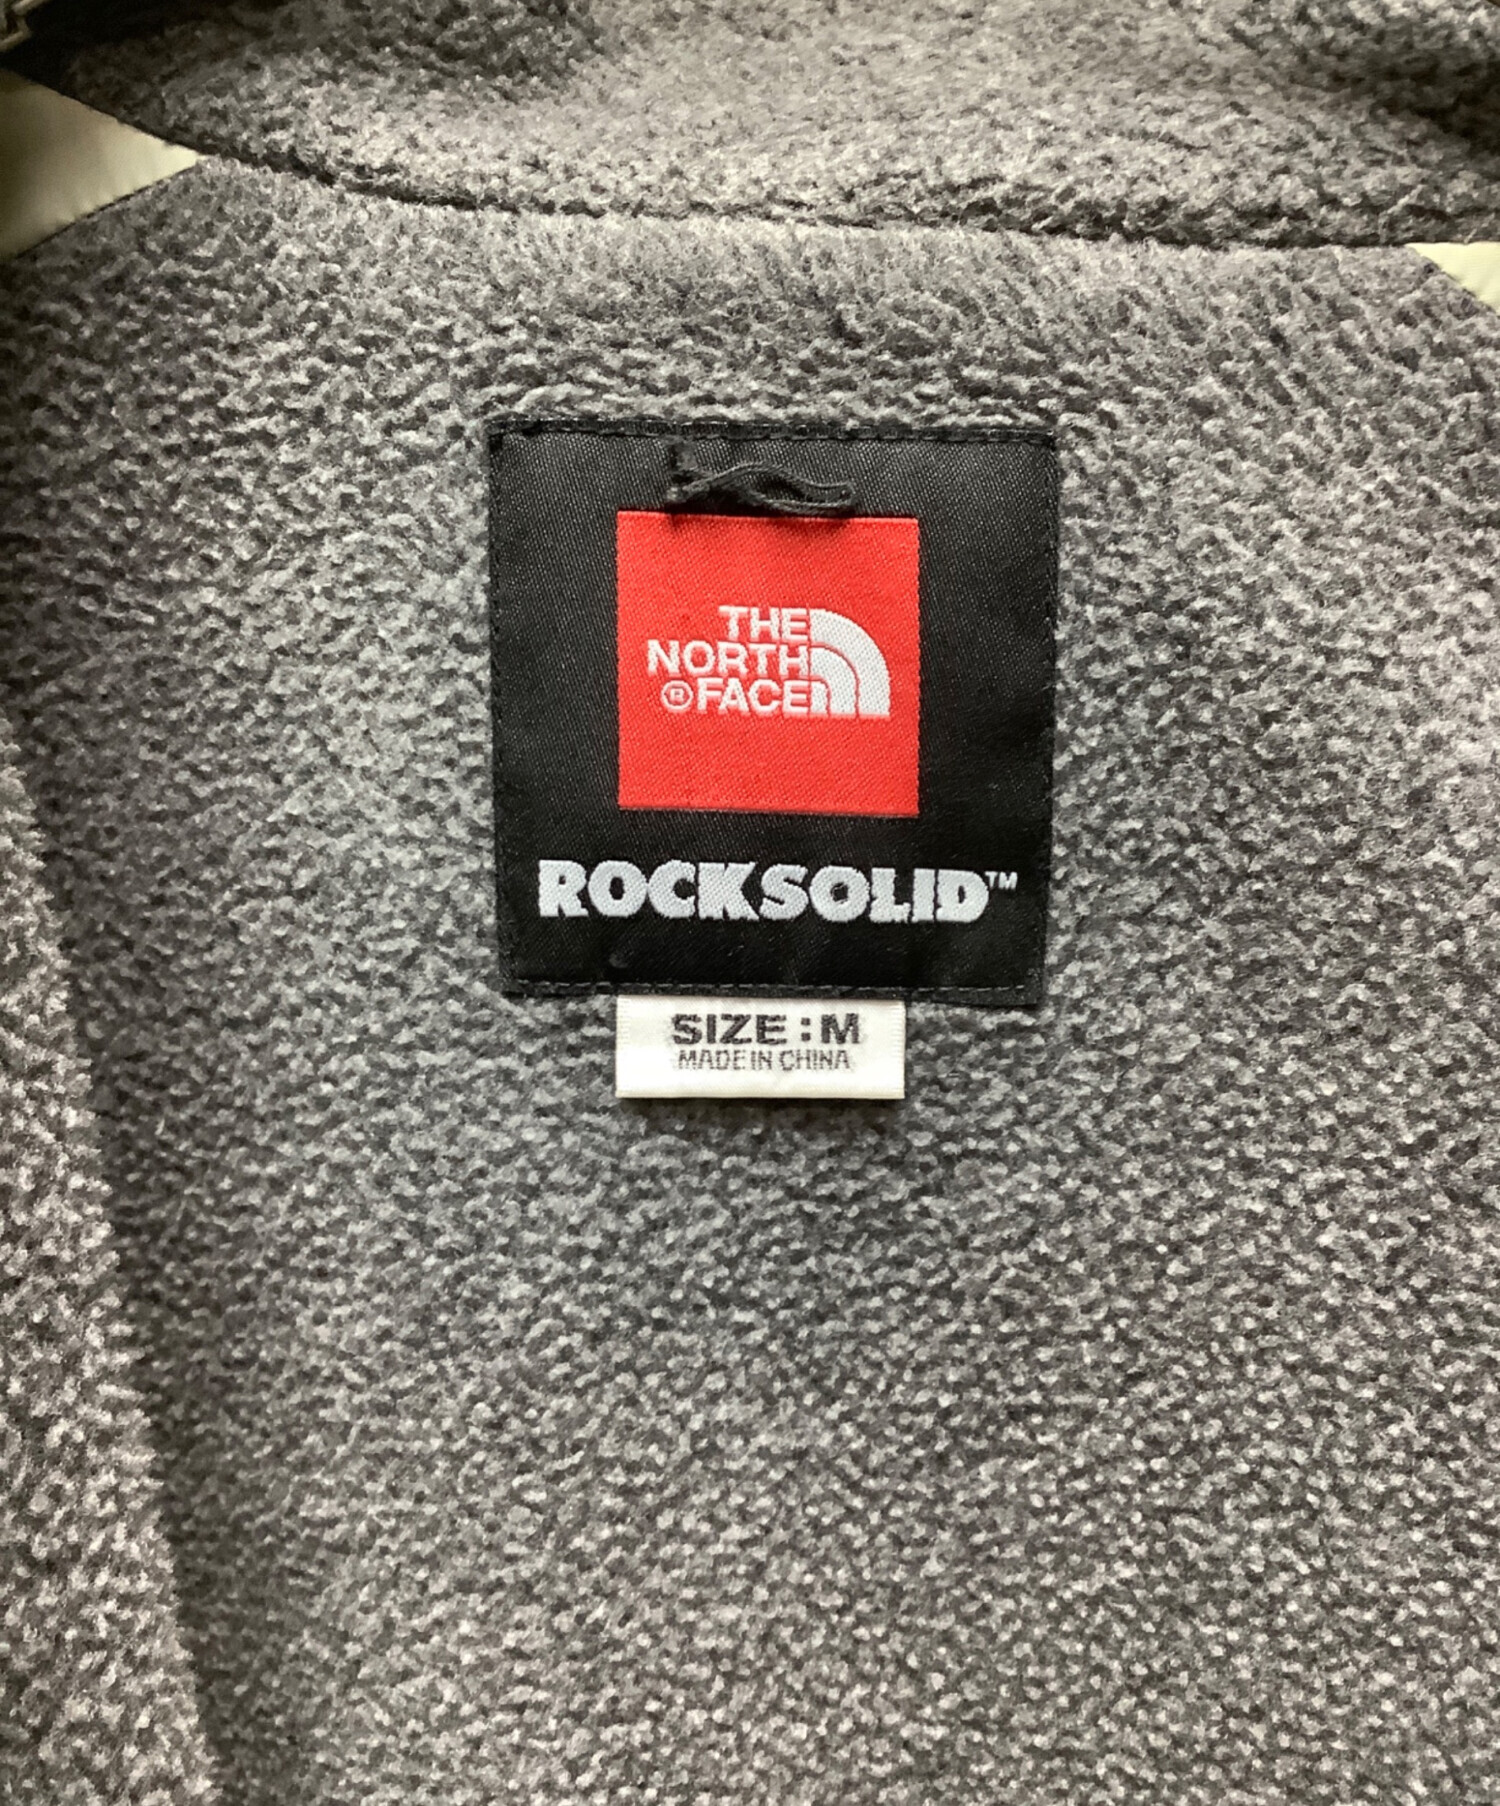 THE
NORTH
®FACE
ROCKSOLID™
SIZE : M
MADE IN CHINA